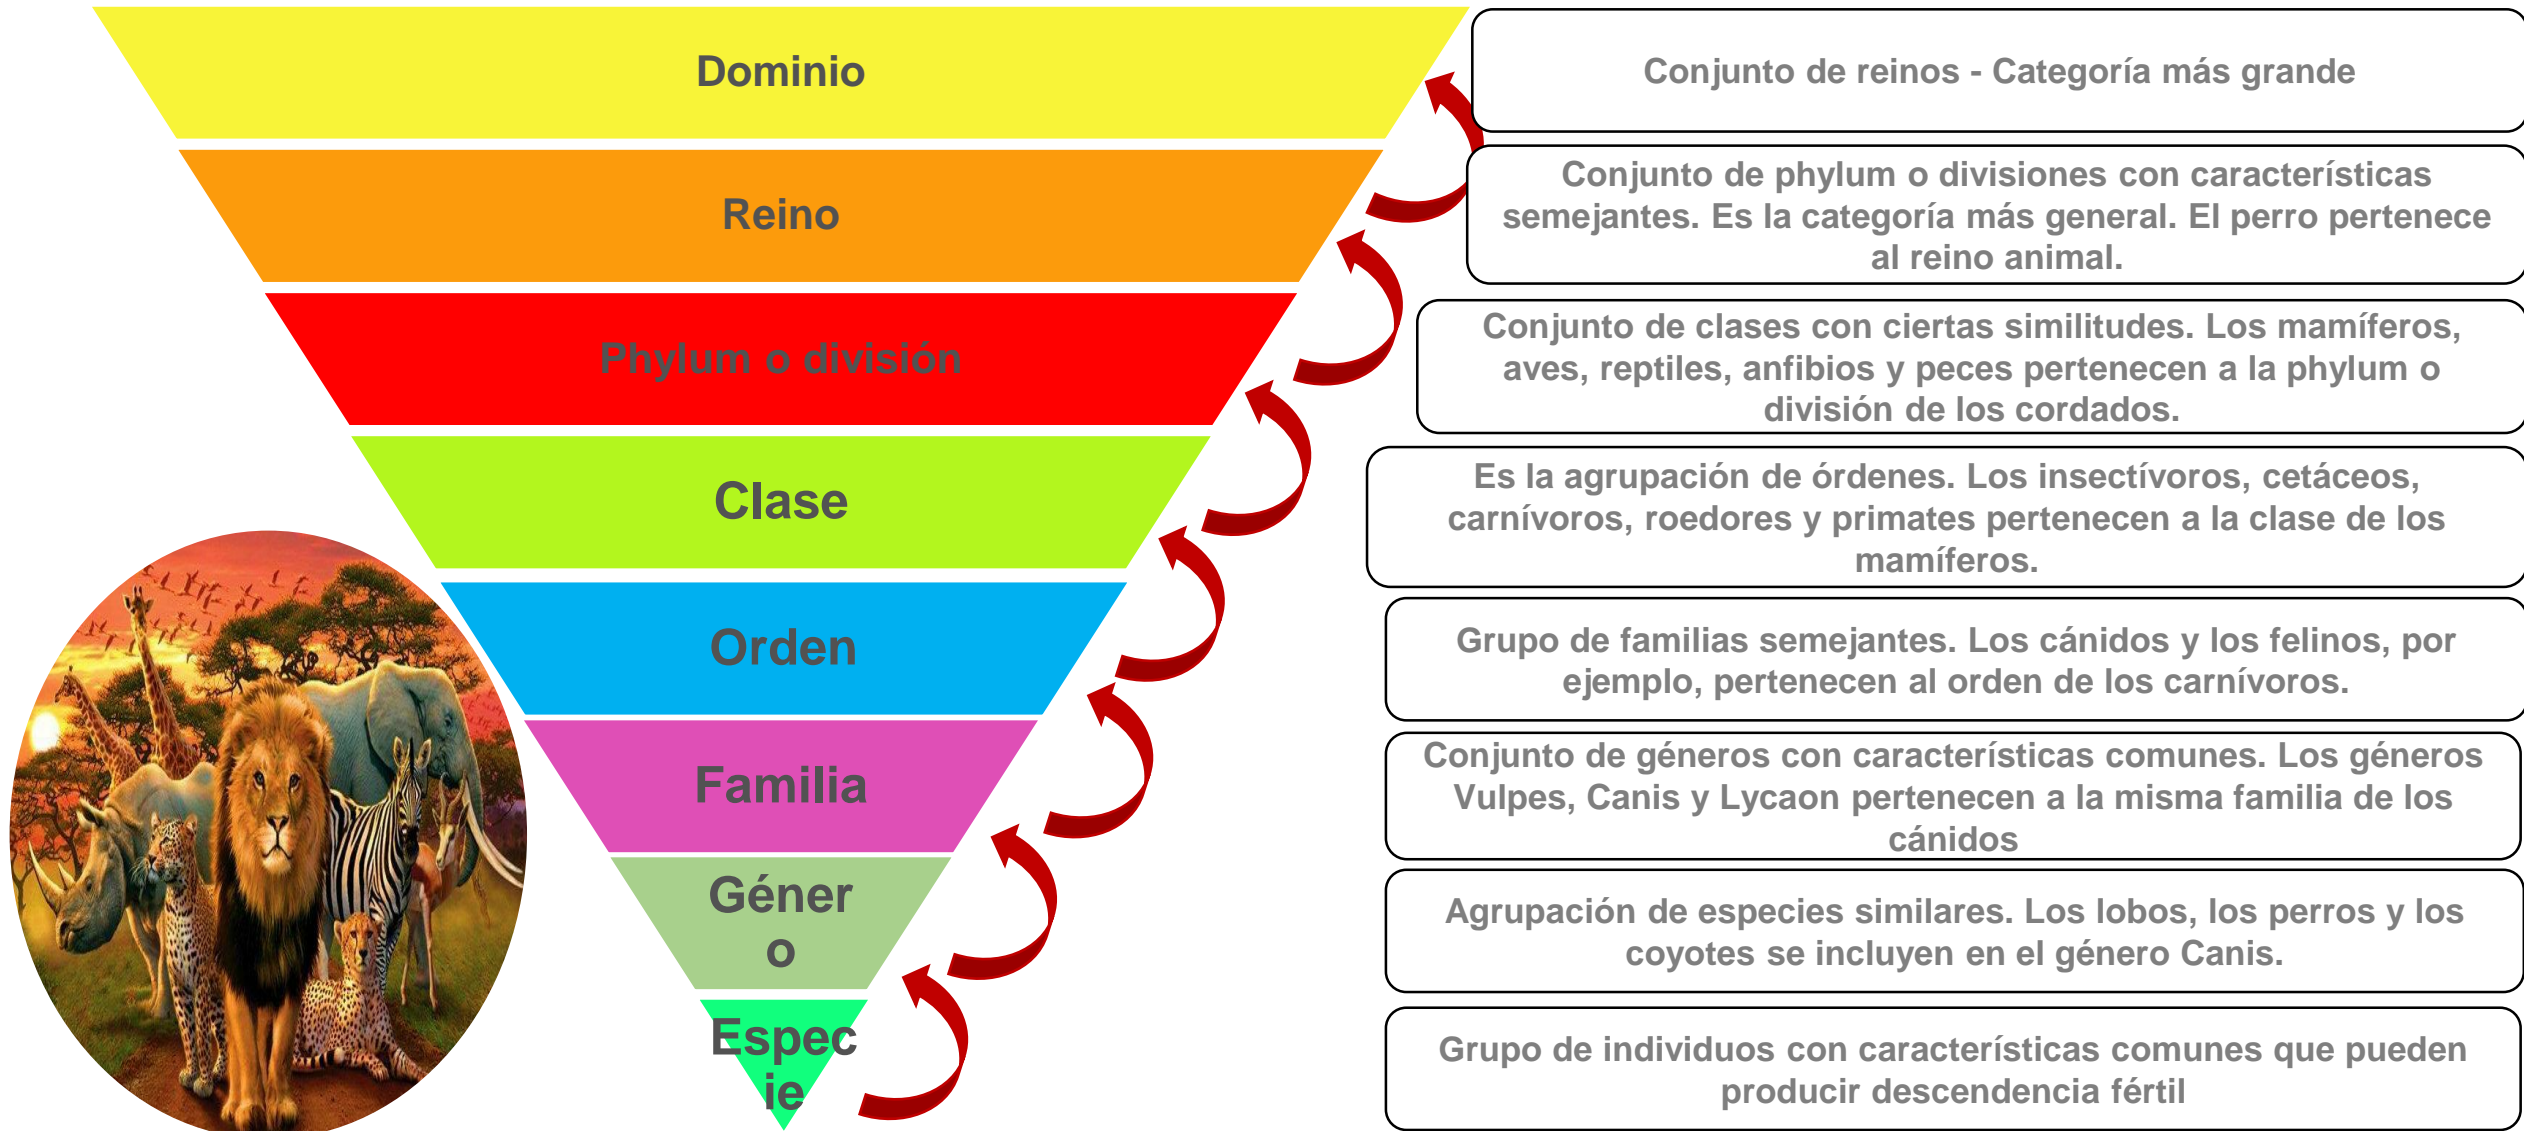 Dominio
Conjunto de reinos - Categoría más grande
Reino
Conjunto de phylum o divisiones con características
semejantes. Es la categoría más general. El perro pertenece
al reino animal.
Phylum o división
Conjunto de clases con ciertas similitudes. Los mamíferos,
aves, reptiles, anfibios y peces pertenecen a la phylum o
división de los cordados.
Clase
Es la agrupación de órdenes. Los insectívoros, cetáceos,
carnívoros, roedores y primates pertenecen a la clase de los
mamíferos.
Orden
Grupo de familias semejantes. Los cánidos y los felinos, por
ejemplo, pertenecen al orden de los carnívoros.
Familia
Conjunto de géneros con características comunes. Los géneros
Vulpes, Canis y Lycaon pertenecen a la misma familia de los
cánidos
Géner
o
Agrupación de especies similares. Los lobos, los perros y los
coyotes se incluyen en el género Canis.
Espec
ie
Grupo de individuos con características comunes que pueden
producir descendencia fértil